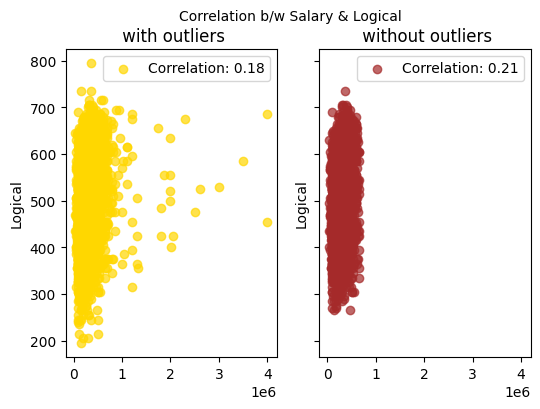 Correlation b/w Salary & Logical
with outliers
without outliers
Correlation: 0.18
Correlation: 0.21
Logical
Logical
800
700
600
500
400
300
200
0
1
2
3
4
1e6
0
1
2
3
4
1e6